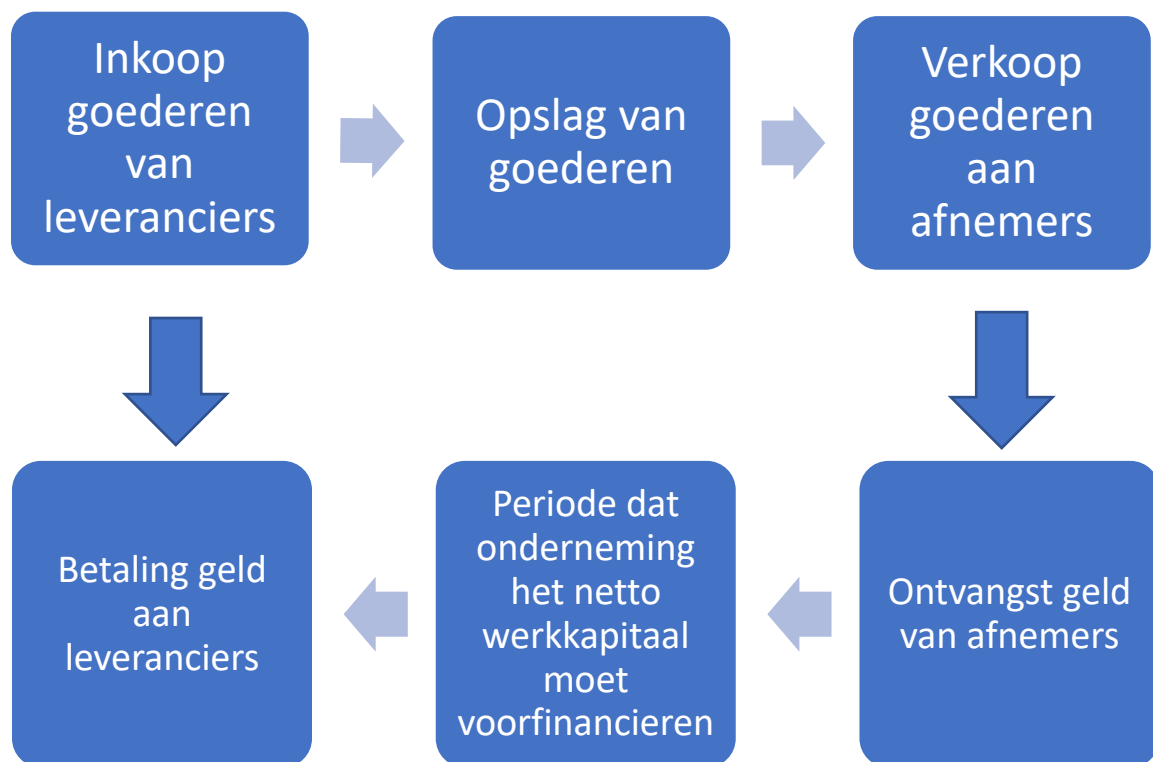 Inkoop
goederen
van
leveranciers
Opslag van
goederen
Verkoop
goederen
aan
afnemers
Betaling geld
aan
leveranciers
Periode dat
onderneming
het netto
werkkapitaal
moet
voorfinancieren
Ontvangst geld
van afnemers